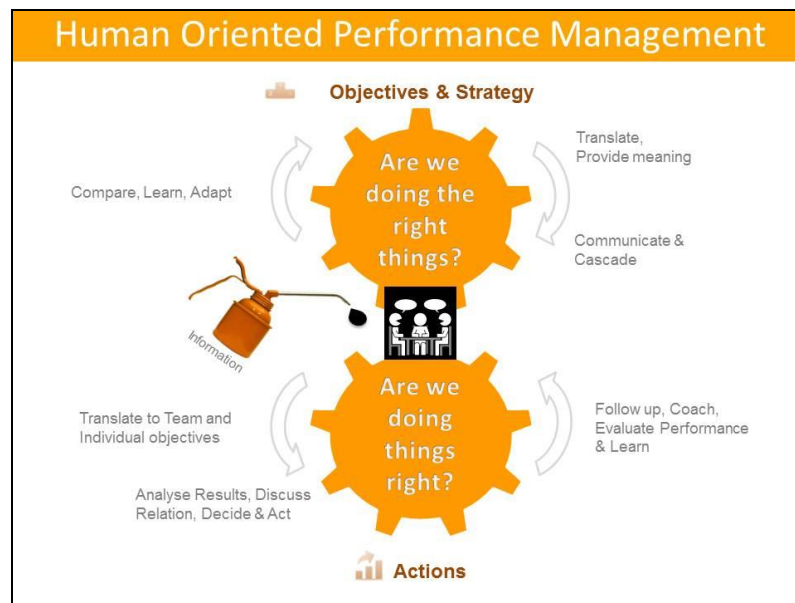 Human Oriented Performance Management
Objectives & Strategy
Are we
doing the
right
things?
Translate,
Provide meaning
Compare, Learn, Adapt
Communicate &
Cascade
Information
Are we
doing
things
right?
Translate to Team and
Individual objectives
Follow up, Coach,
Evaluate Performance
& Learn
Analyse Results, Discuss
Relation, Decide & Act
Actions